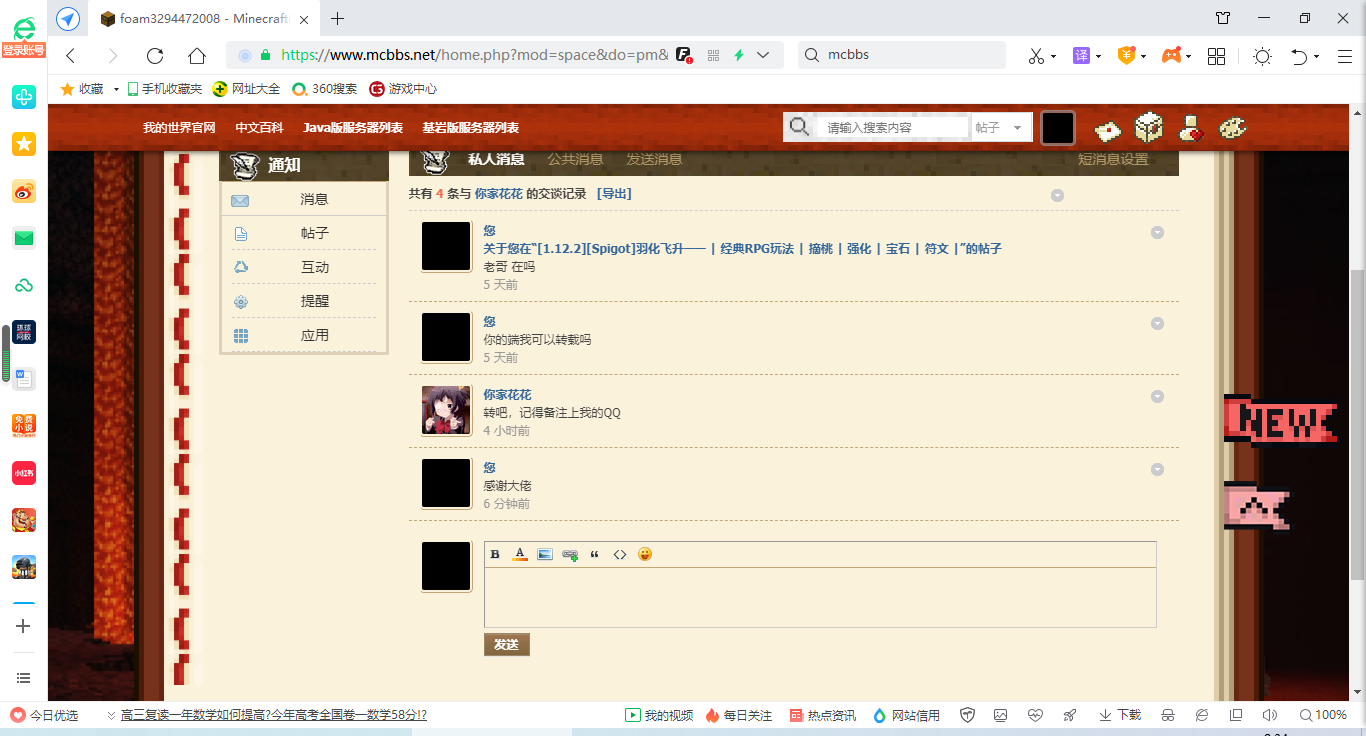 登录账号
foam3294472008 - Minecraft
https://www.mcbbs.net/home.php?mod=space&do=pm&
mcbbs
译
收藏
手机收藏夹
网址大全
360搜索
游戏中心
我的世界官网
中文百科
Java版服务器列表
基岩版服务器列表
请输入搜索内容
帖子
通知
消息
帖子
互动
提醒
应用
私人消息
公共消息
发送消息
短消息设置
共有 4 条与 你家花花 的交谈记录 [导出]
您
关于您在“[1.12.2][Spigot]羽化飞升—— | 经典RPG玩法 | 摘桃 | 强化 | 宝石 | 符文 |”的帖子
老哥 在吗
5 天前
您
你的端我可以转载吗
5 天前
你家花花
转吧，记得备注上我的QQ
4 小时前
您
感谢大佬
6 分钟前
B
A
发送
NEW
环球
网校
W
免费
小说
小红书
今日优选
高三复读一年数学如何提高?今年高考全国卷一数学58分!?
我的视频
每日关注
热点资讯
网站信用
下载
100%